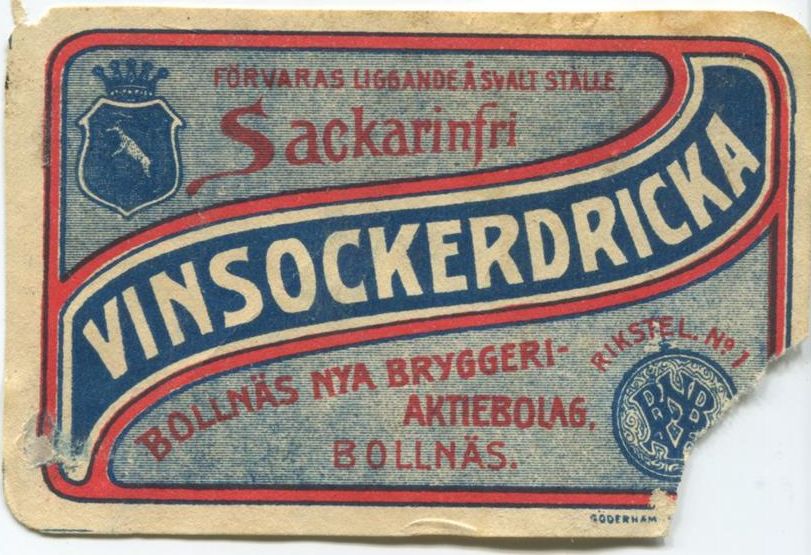 FÖRVARAS LIGGANDE Å SVALT STÄLLE.
Sackarinfri
VINSOCKERDRICKA
BOLLNÄS NYA BRYGGERI-
AKTIEBOLAG,
BOLLNÄS.
RIKSTEL. No 1
BNB
SÖDERHAM